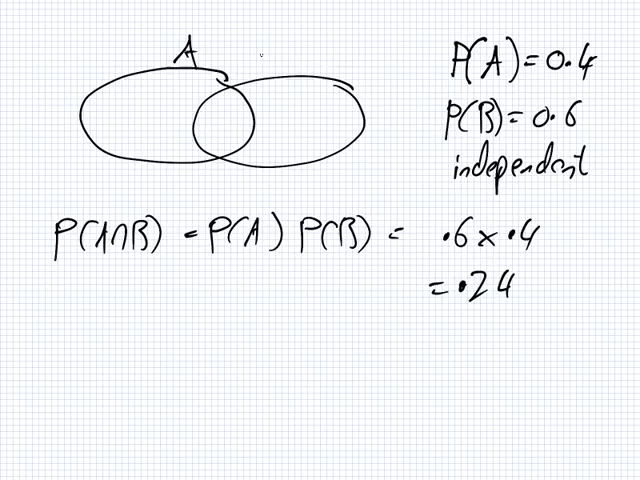 A
P(A) = 0.4
P(B) = 0.6
independent
P(A∩B) = P(A) P(B) = .6 × .4
= .24